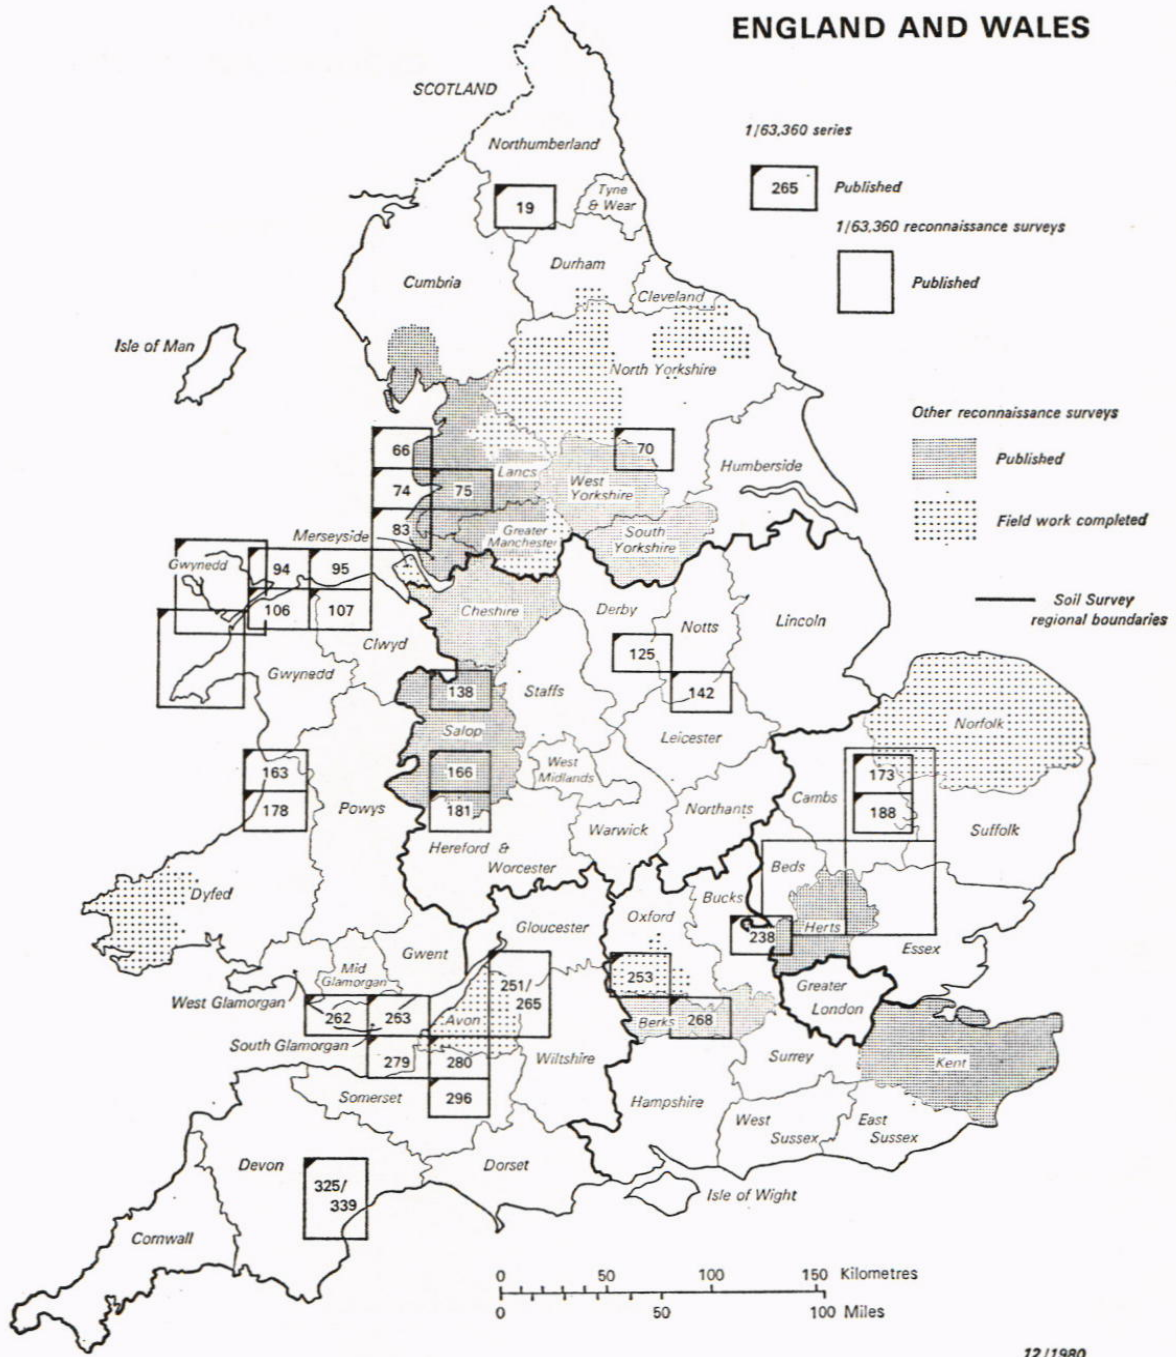 ENGLAND AND WALES
SCOTLAND
1/63,360 series
265
Published
1/63,360 reconnaissance surveys
Published
Northumberland
19
Tyne
& Wear
Durham
Cumbria
Cleveland
Isle of Man
North Yorkshire
Other reconnaissance surveys
Published
Field work completed
Soil Survey
regional boundaries
66
70
Humberside
Lancs
West
Yorkshire
74
75
83
Merseyside
Greater
Manchester
South
Yorkshire
Gwynedd
94
95
106
107
Cheshire
Derby
Notts
Lincoln
Clwyd
125
Gwynedd
138
Staffs
142
Salop
Leicester
Norfolk
163
166
West
Midlands
173
178
Powys
181
Cambs
188
Northants
Warwick
Suffolk
Hereford &
Worcester
Beds
Dyfed
Bucks
Oxford
Gloucester
Herts
238
Essex
Gwent
Mid
Glamorgan
251/
265
253
West Glamorgan
Greater
London
262
263
Avon
Berks
268
South Glamorgan
279
280
Wiltshire
Surrey
Kent
Somerset
296
Hampshire
West
Sussex
East
Sussex
Devon
Dorset
325/
339
Isle of Wight
Cornwall
0 50 100 150 Kilometres
0 50 100 Miles
12/1980